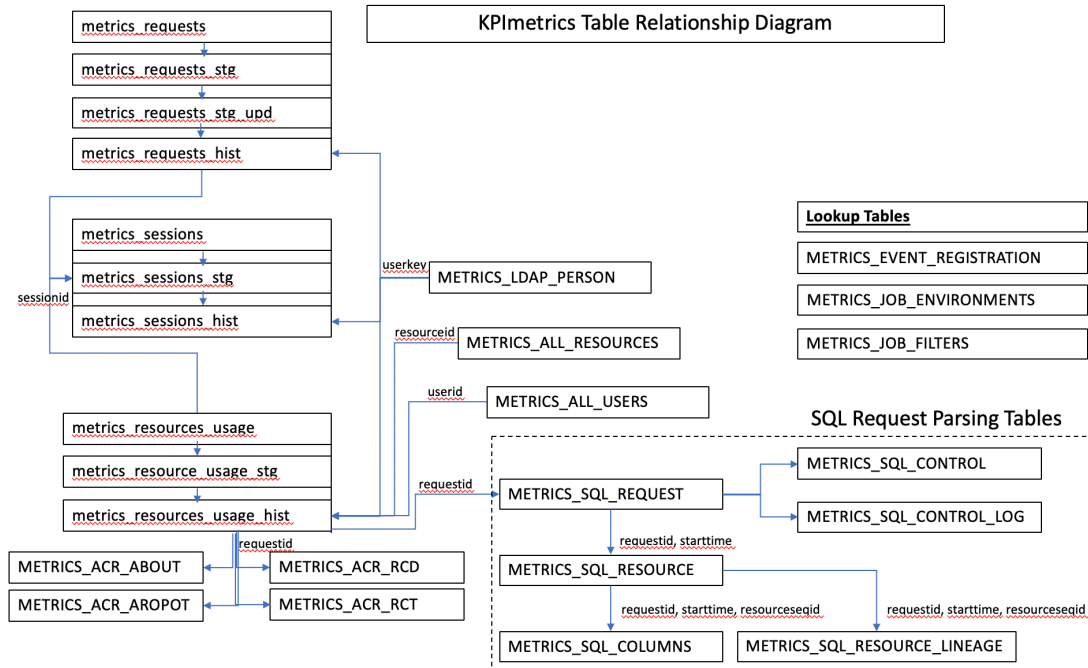 KPImetrics Table Relationship Diagram
metrics_requests
metrics_requests_stg
metrics_requests_stg_upd
metrics_requests_hist
metrics_sessions
metrics_sessions_stg
sessionid
metrics_sessions_hist
userkey
METRICS_LDAP_PERSON
resourceid
METRICS_ALL_RESOURCES
userid
METRICS_ALL_USERS
Lookup Tables
METRICS_EVENT_REGISTRATION
METRICS_JOB_ENVIRONMENTS
METRICS_JOB_FILTERS
metrics_resources_usage
metrics_resource_usage_stg
metrics_resources_usage_hist
requestid
METRICS_ACR_ABOUT
METRICS_ACR_RCD
METRICS_ACR_AROPOT
METRICS_ACR_RCT
SQL Request Parsing Tables
requestid
METRICS_SQL_REQUEST
METRICS_SQL_CONTROL
METRICS_SQL_CONTROL_LOG
requestid, starttime
METRICS_SQL_RESOURCE
requestid, starttime, resourceseqid
requestid, starttime, resourceseqid
METRICS_SQL_COLUMNS
METRICS_SQL_RESOURCE_LINEAGE